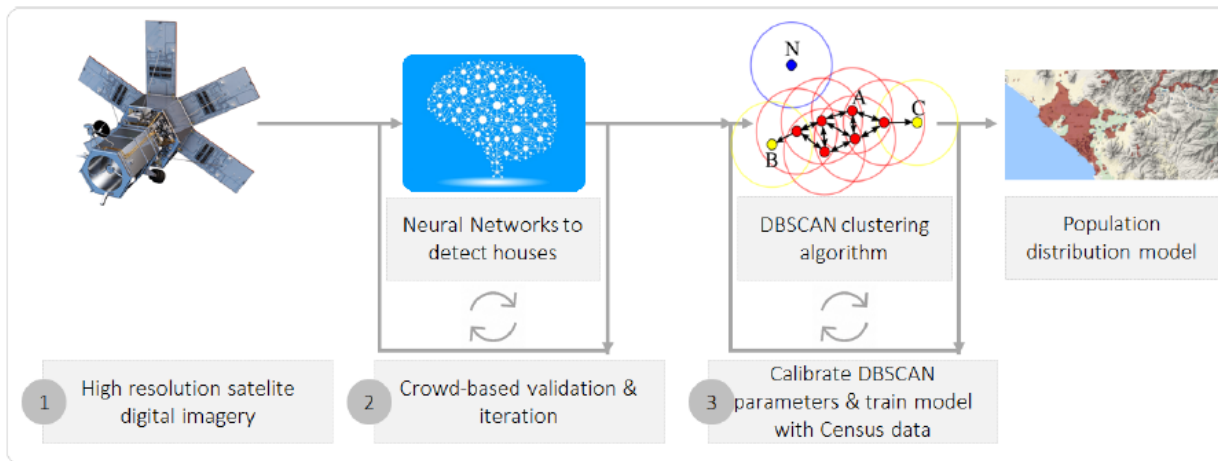 N
A
C
B
Neural Networks to
detect houses
DBSCAN clustering
algorithm
Population
distribution model
1
High resolution satelite
digital imagery
2
Crowd-based validation &
iteration
3
Calibrate DBSCAN
parameters & train model
with Census data